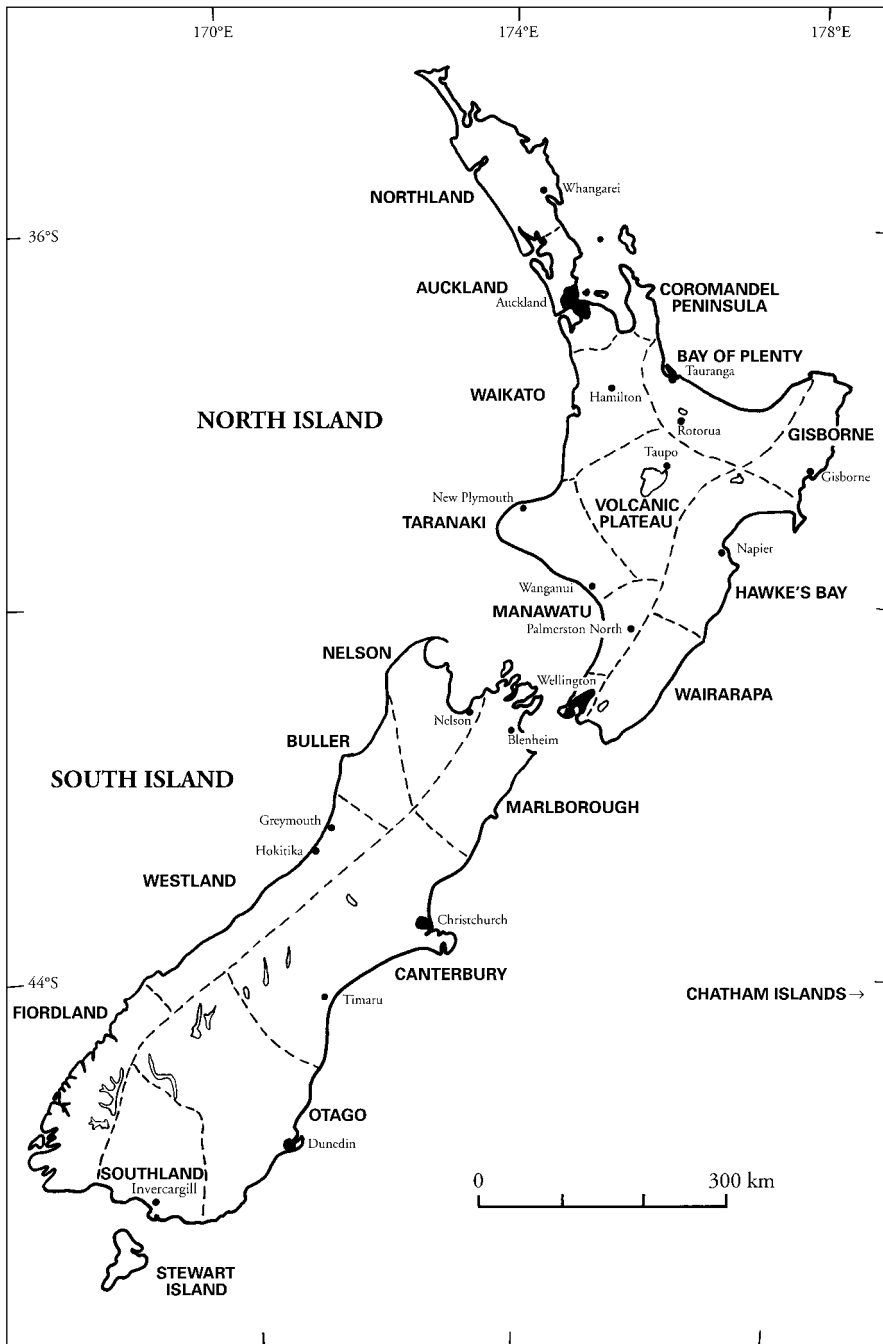 170°E
174°E
178°E
Whangarei
NORTHLAND
36°S
AUCKLAND
Auckland
COROMANDEL
PENINSULA
BAY OF PLENTY
Tauranga
WAIKATO
Hamilton
NORTH ISLAND
Rotorua
GISBORNE
Taupo
Gisborne
New Plymouth
VOLCANIC
PLATEAU
TARANAKI
Napier
Wanganui
HAWKE'S BAY
MANAWATU
Palmerston North
NELSON
Wellington
WAIRARAPA
Nelson
BULLER
Blenheim
SOUTH ISLAND
MARLBOROUGH
Greymouth
Hokitika
WESTLAND
Christchurch
CANTERBURY
44°S
CHATHAM ISLANDS→
Timaru
FIORDLAND
OTAGO
Dunedin
SOUTHLAND
Invercargill
0 300 km
STEWART
ISLAND